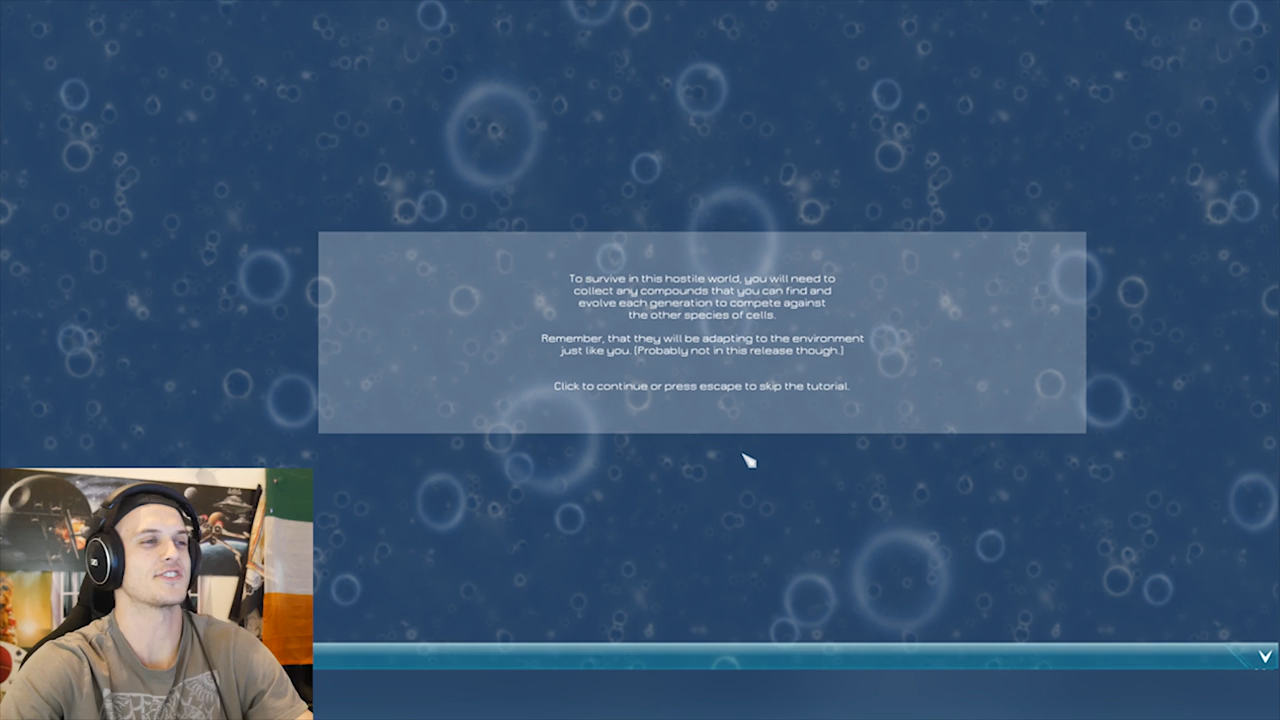 To survive in this hostile world, you will need to
collect any compounds that you can find and
evolve each generation to compete against
the other species of cells.
Remember, that they will be adapting to the environment
just like you. (Probably not in this release though.)
Click to continue or press escape to skip the tutorial.